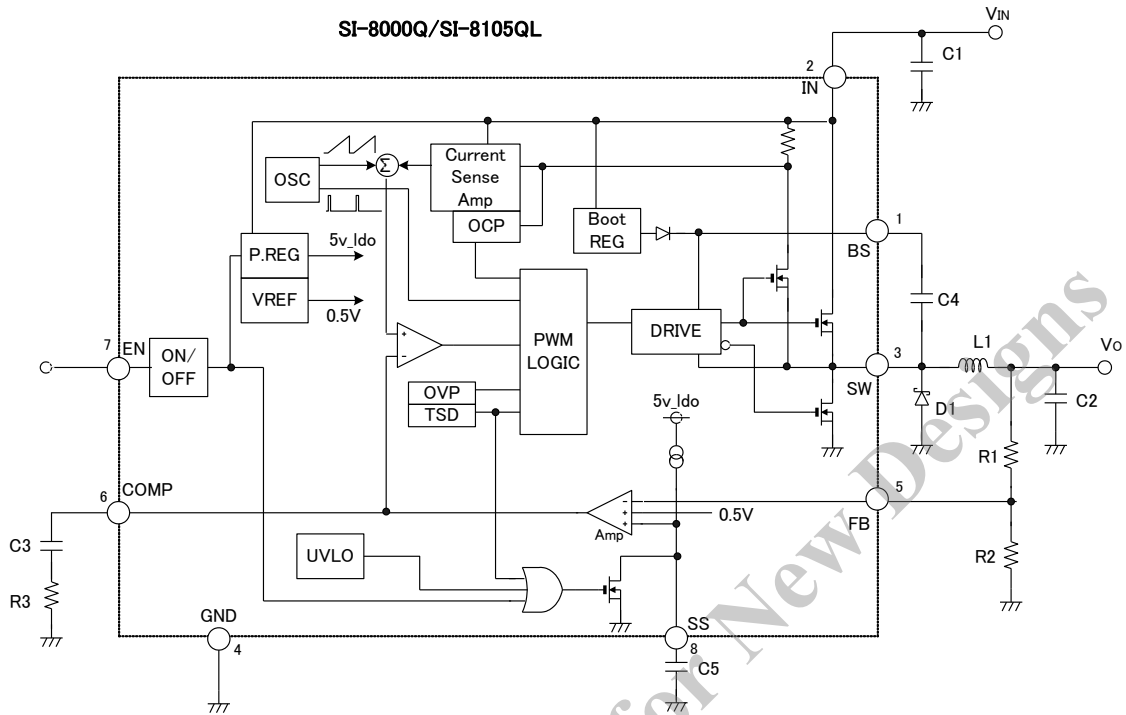 SI-8000Q/SI-8105QL
VIN
C1
2
IN
OSC
Σ
Current
Sense
Amp
OCP
Boot
REG
1
BS
P.REG
5v_ldo
VREF
0.5V
C4
7
EN
ON/
OFF
+
−
PWM
LOGIC
DRIVE
3
SW
L1
VO
D1
C2
OVP
TSD
5v_ldo
R1
6
COMP
−
+
+
Amp
0.5V
5
FB
C3
R3
UVLO
R2
GND
4
SS
8
C5
for New Designs